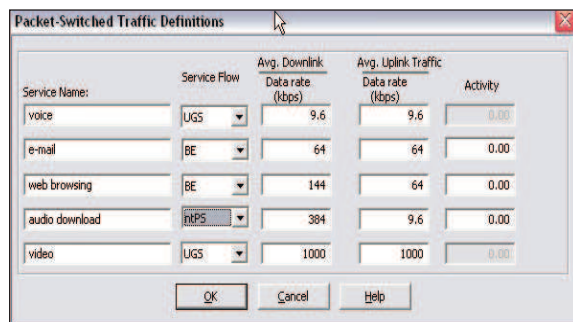 Packet-Switched Traffic Definitions
Avg. Downlink Avg. Uplink Traffic
Service Name: Service Flow Data rate (kbps) Data rate (kbps) Activity
voice UGS 9.6 9.6 0.00
e-mail BE 64 64 0.00
web browsing BE 144 64 0.00
audio download ntPS 384 9.6 0.00
video UGS 1000 1000 0.00
OK Cancel Help